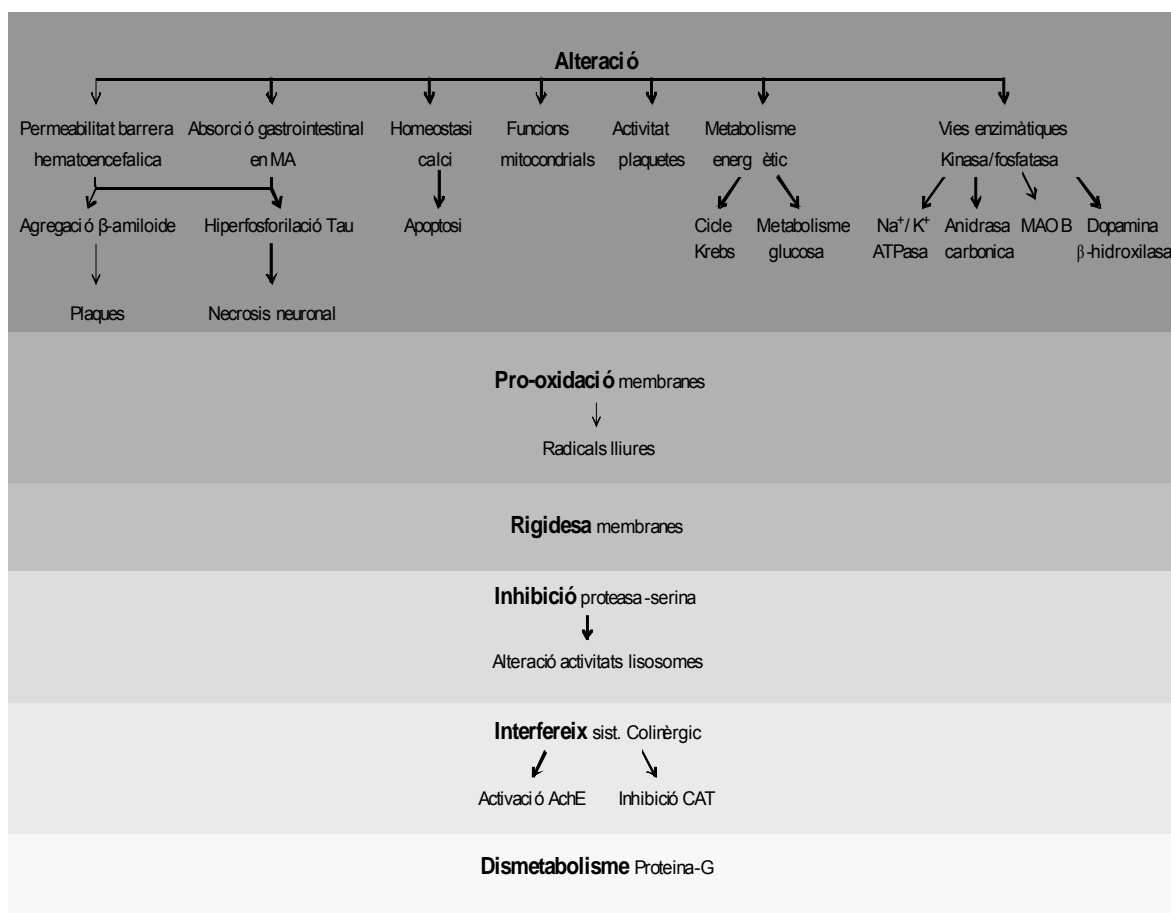 Alteració
Permeabilitat barrera Absorció gastrointestinal Homeostasi Funcions Activitat Metabolisme Vies enzimàtiques
hematoencefalica en MA calci mitocondrials plaquetes energ ètic Kinasa/fosfatasa
Agregació β-amiloide Hiperfosforilació Tau Apoptosi Cicle Metabolisme Na⁺/ K⁺ Anidrasa MAO B Dopamina
Krebs glucosa ATPasa carbonica β-hidroxilasa
Plaques Necrosis neuronal
Pro-oxidació membranes
Radicals lliures
Rigidesa membranes
Inhibició proteasa-serina
Alteració activitats lisosomes
Interfereix sist. Colinèrgic
Activació AchE Inhibició CAT
Dismetabolisme Proteina-G